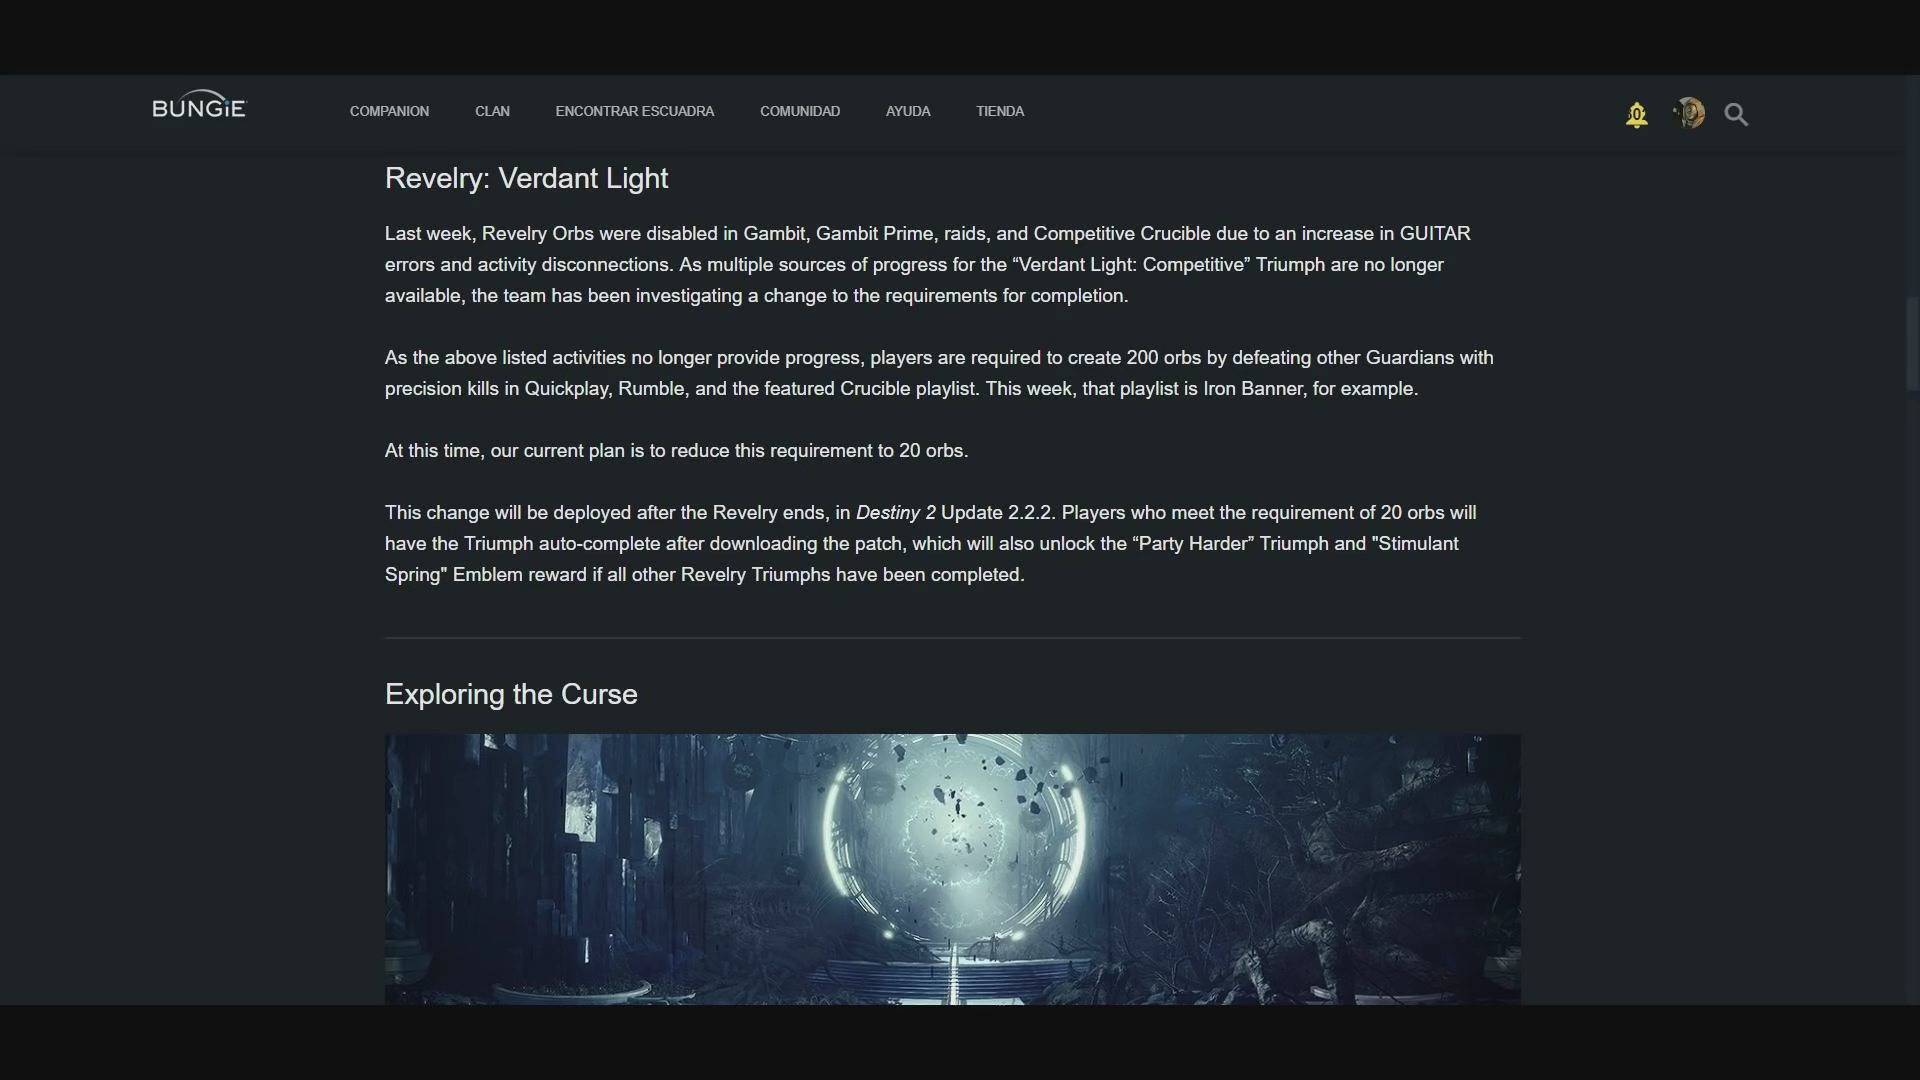 BUNGiE
COMPANION CLAN ENCONTRAR ESCUADRA COMUNIDAD AYUDA TIENDA
Revelry: Verdant Light
Last week, Revelry Orbs were disabled in Gambit, Gambit Prime, raids, and Competitive Crucible due to an increase in GUITAR
errors and activity disconnections. As multiple sources of progress for the “Verdant Light: Competitive” Triumph are no longer
available, the team has been investigating a change to the requirements for completion.
As the above listed activities no longer provide progress, players are required to create 200 orbs by defeating other Guardians with
precision kills in Quickplay, Rumble, and the featured Crucible playlist. This week, that playlist is Iron Banner, for example.
At this time, our current plan is to reduce this requirement to 20 orbs.
This change will be deployed after the Revelry ends, in Destiny 2 Update 2.2.2. Players who meet the requirement of 20 orbs will
have the Triumph auto-complete after downloading the patch, which will also unlock the “Party Harder” Triumph and "Stimulant
Spring" Emblem reward if all other Revelry Triumphs have been completed.
Exploring the Curse